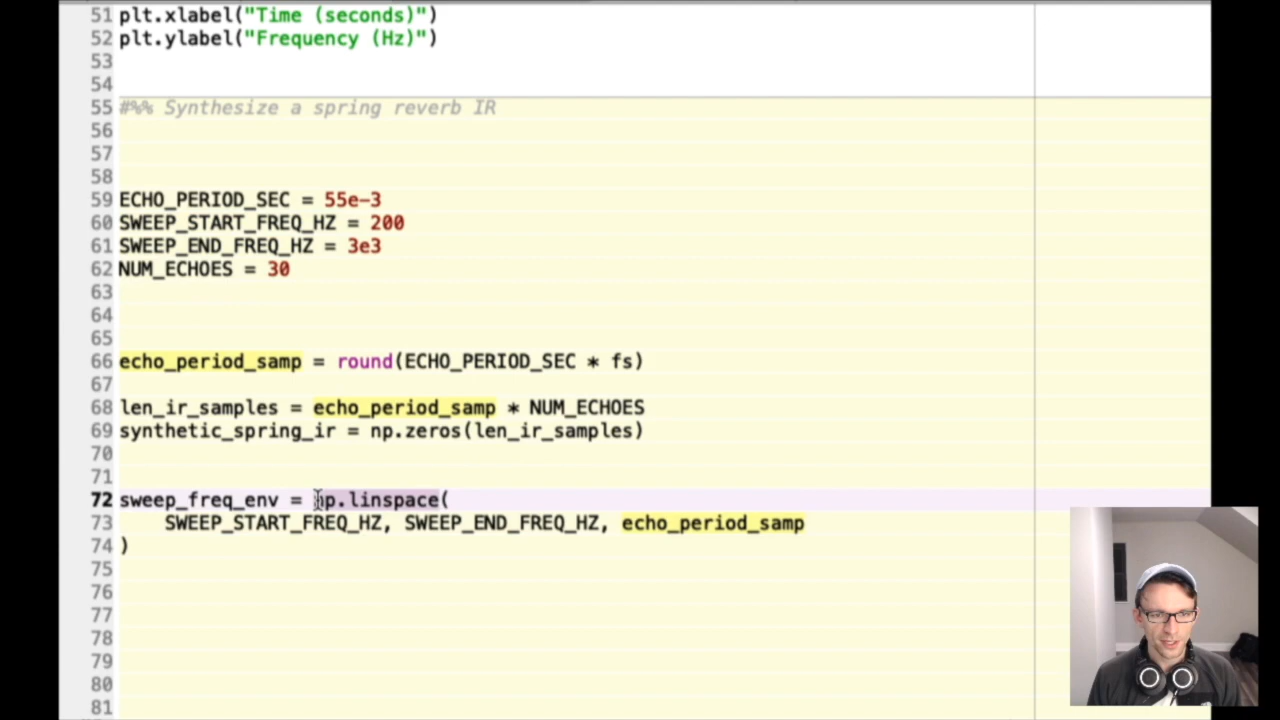 51 plt.xlabel("Time (seconds)")
52 plt.ylabel("Frequency (Hz)")
53
54
55 #%% Synthesize a spring reverb IR
56
57
58
59 ECHO_PERIOD_SEC = 55e-3
60 SWEEP_START_FREQ_HZ = 200
61 SWEEP_END_FREQ_HZ = 3e3
62 NUM_ECHOES = 30
63
64
65
66 echo_period_samp = round(ECHO_PERIOD_SEC * fs)
67
68 len_ir_samples = echo_period_samp * NUM_ECHOES
69 synthetic_spring_ir = np.zeros(len_ir_samples)
70
71
72 sweep_freq_env = np.linspace(
73 SWEEP_START_FREQ_HZ, SWEEP_END_FREQ_HZ, echo_period_samp
74 )
75
76
77
78
79
80
81